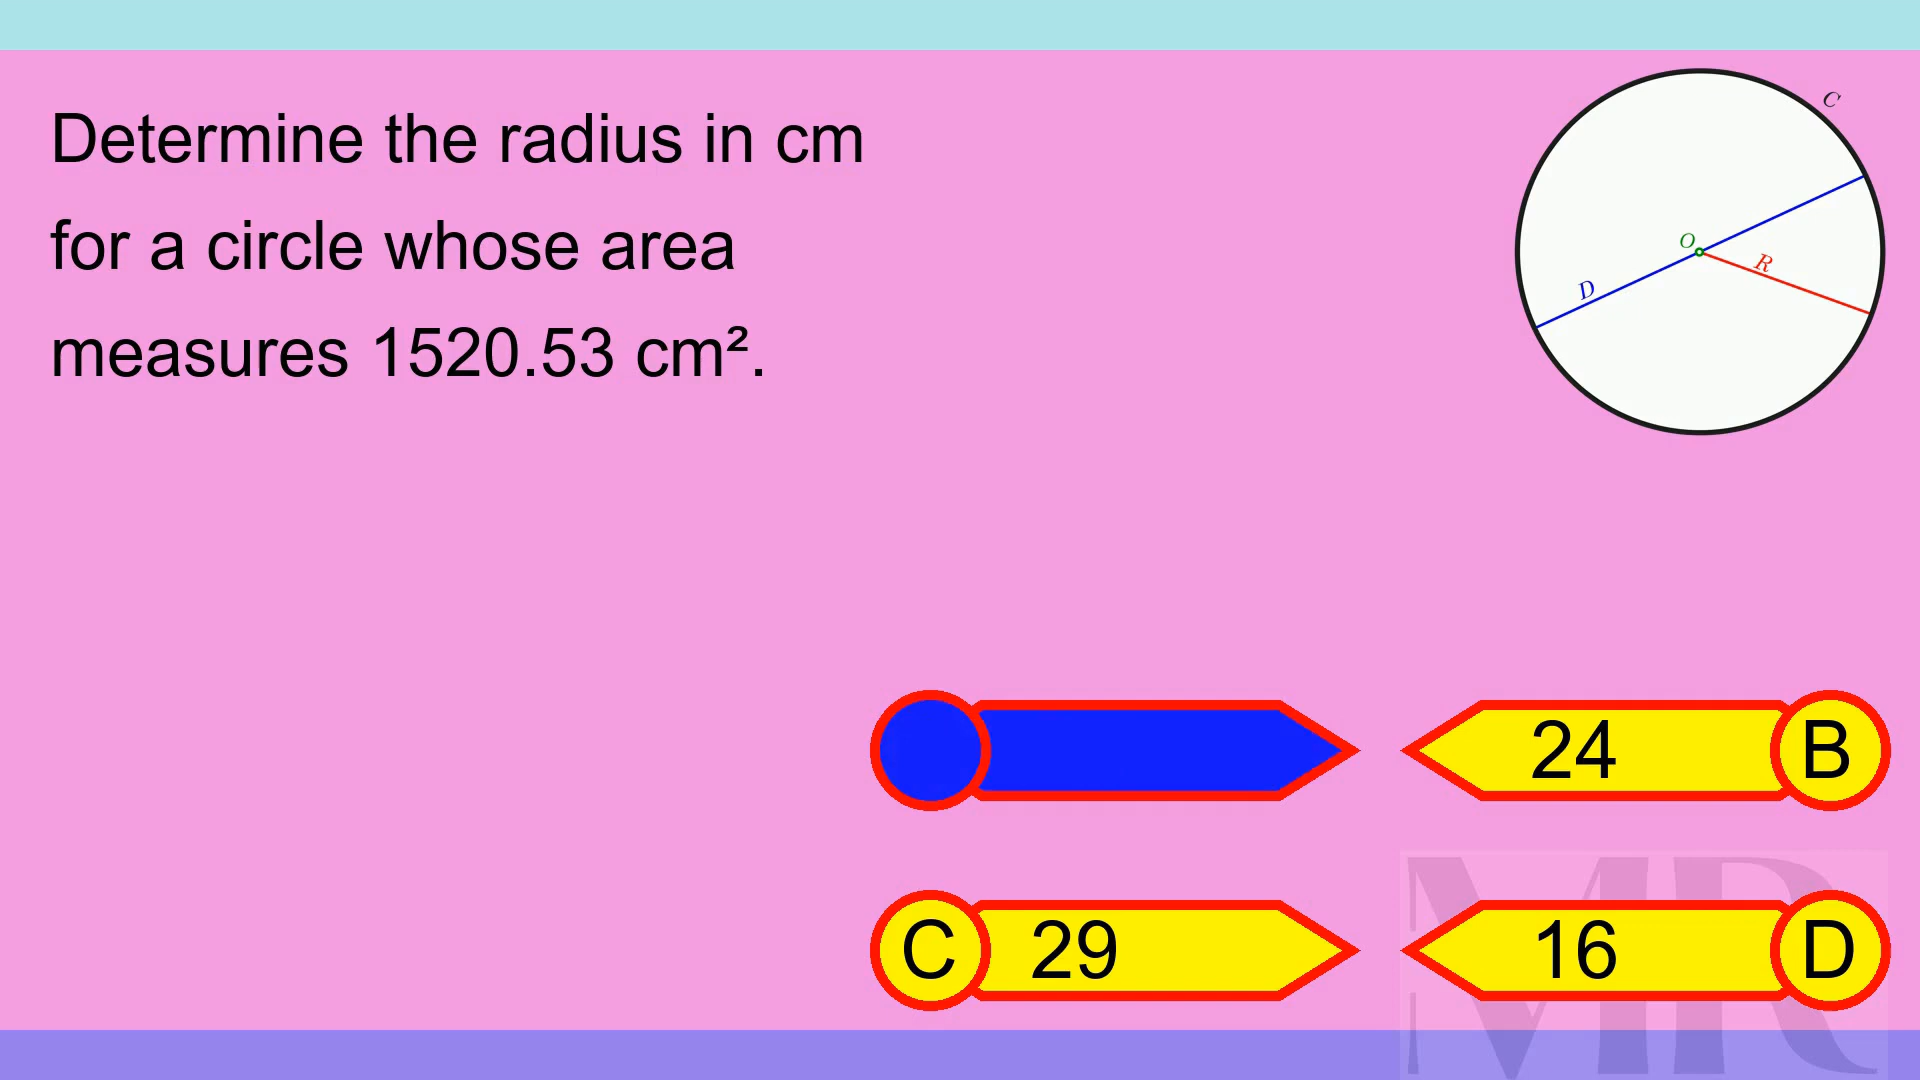 Determine the radius in cm
for a circle whose area
measures 1520.53 cm².
C
O
R
D
24 B
C 29
16 D
MR